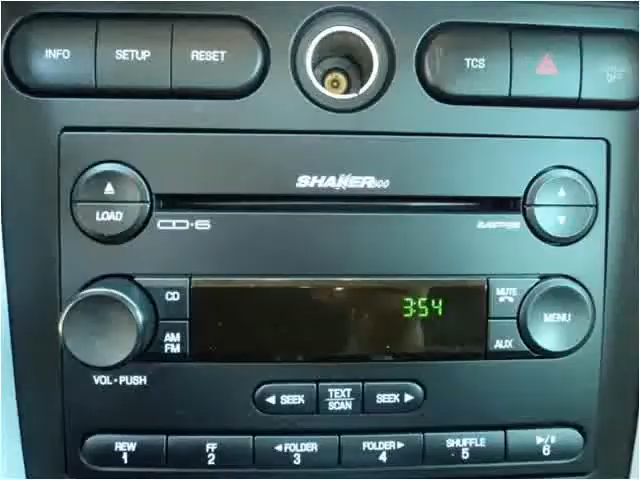 INFO SETUP RESET TCS
SHAKER 500
LOAD
CD·6
3:54
CD
AM
FM
MUTE
AUX
MENU
VOL·PUSH
◄ SEEK
TEXT
SCAN
SEEK ►
REW
1
FF
2
◄ FOLDER
3
FOLDER ►
4
SHUFFLE
5
►/II
6